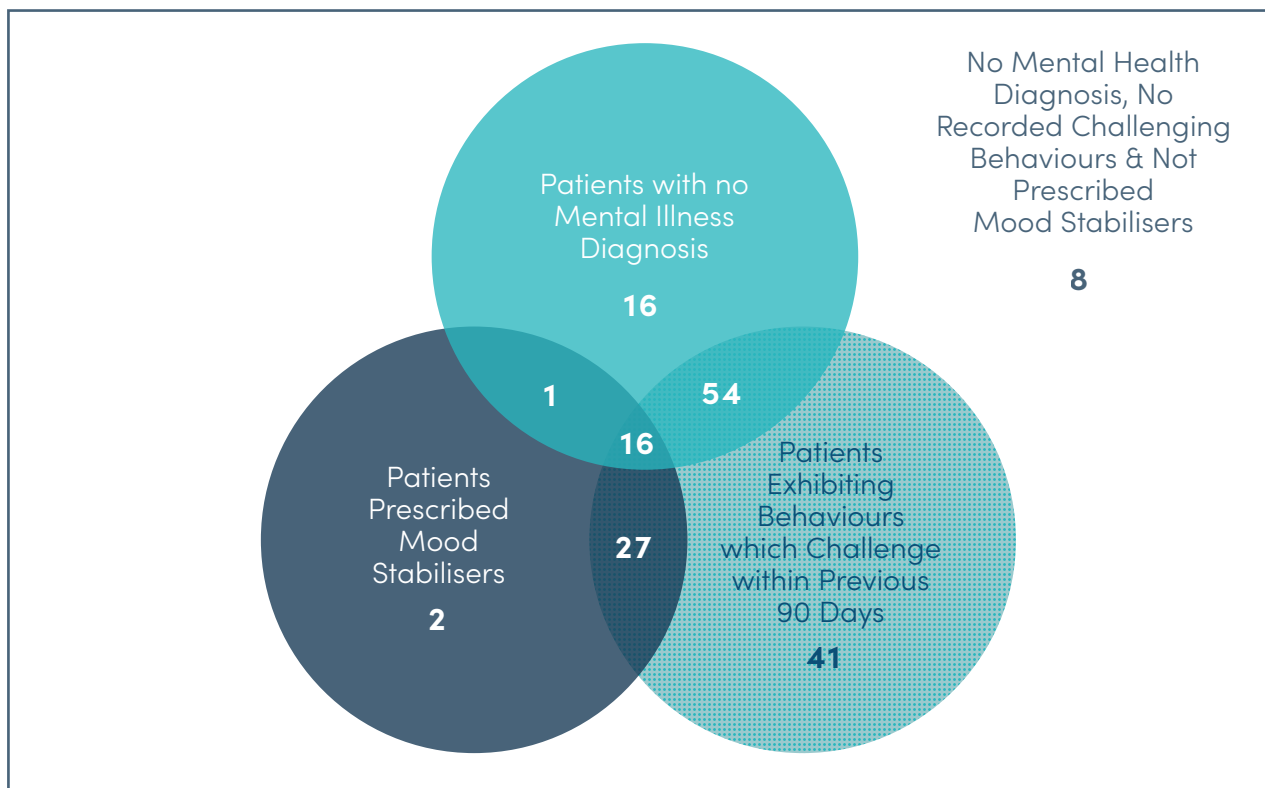 No Mental Health
Diagnosis, No
Recorded Challenging
Behaviours & Not
Prescribed
Mood Stabilisers
8
Patients with no
Mental Illness
Diagnosis
16
1
54
16
Patients
Prescribed
Mood
Stabilisers
2
27
Patients
Exhibiting
Behaviours
which Challenge
within Previous
90 Days
41